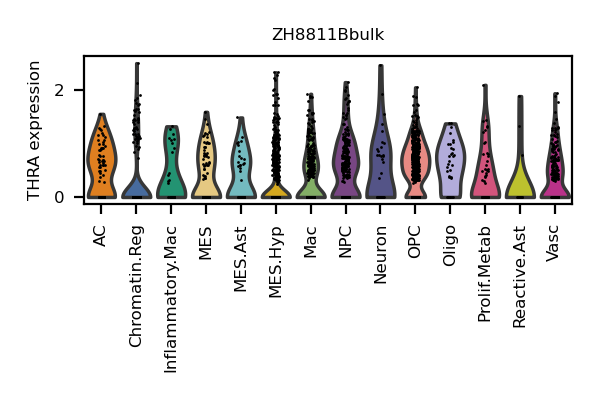 ZH8811Bbulk
THRA expression
2
0
AC
Chromatin.Reg
Inflammatory.Mac
MES
MES.Ast
MES.Hyp
Mac
NPC
Neuron
OPC
Oligo
Prolif.Metab
Reactive.Ast
Vasc